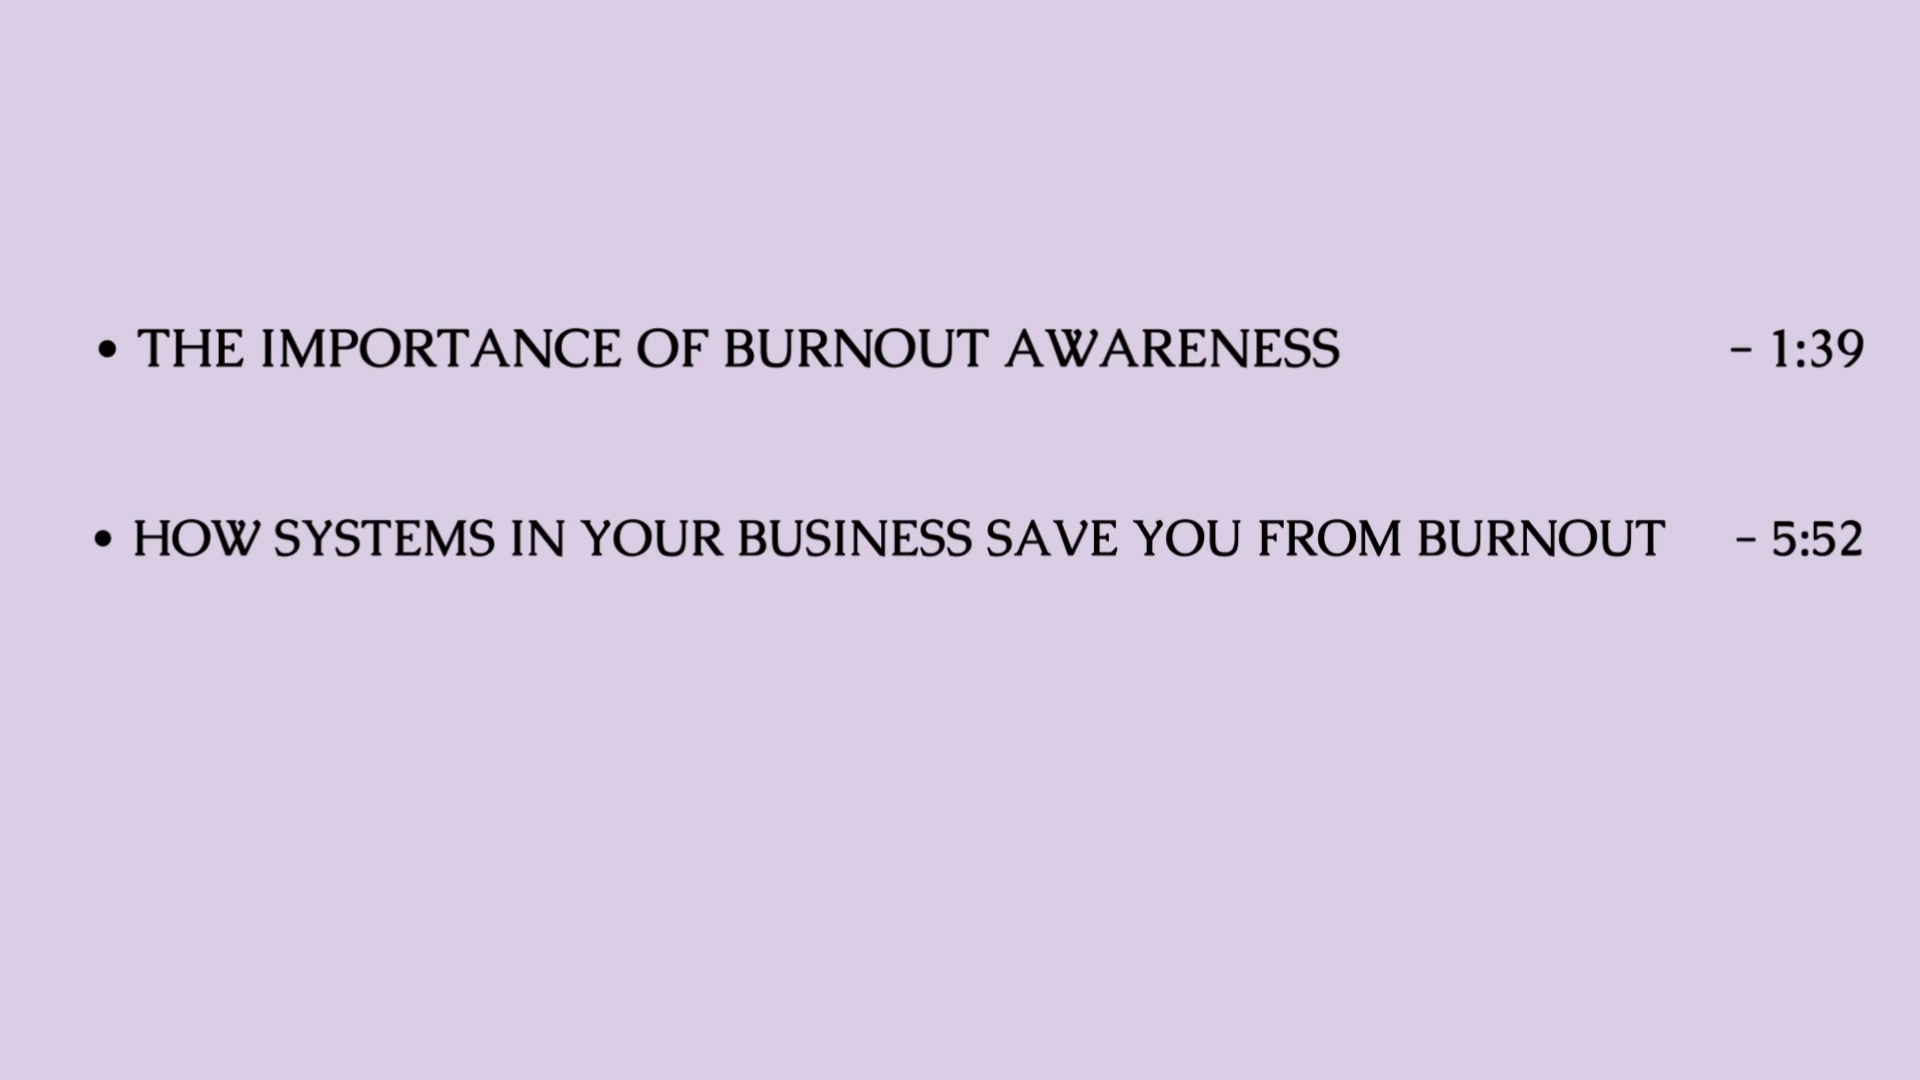 • THE IMPORTANCE OF BURNOUT AWARENESS – 1:39
• HOW SYSTEMS IN YOUR BUSINESS SAVE YOU FROM BURNOUT – 5:52